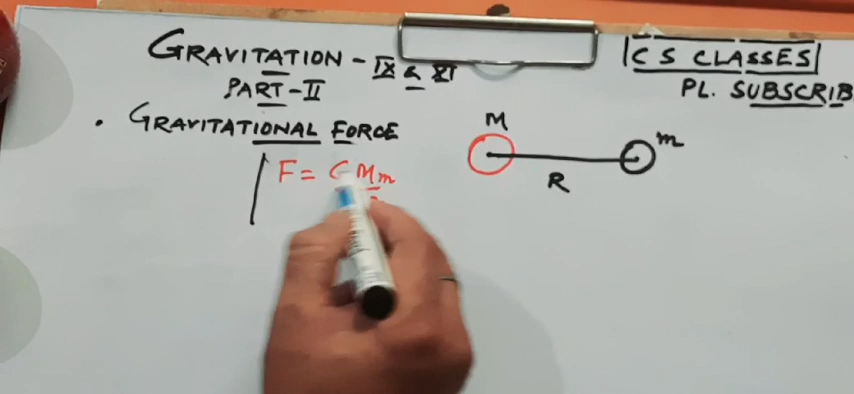 GRAVITATION - IX & XI
PART-II
CS CLASSES
PL. SUBSCRIB
• GRAVITATIONAL FORCE
M
m
R
F = G Mm